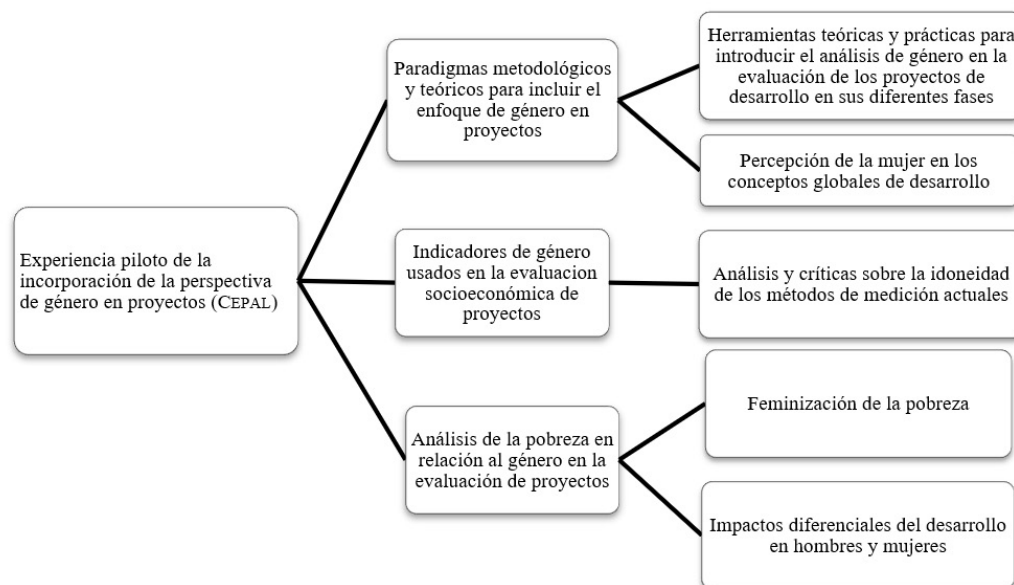 Experiencia piloto de la
incorporación de la perspectiva
de género en proyectos (CEPAL)
Paradigmas metodológicos
y teóricos para incluir el
enfoque de género en
proyectos
Herramientas teóricas y prácticas para
introducir el análisis de género en la
evaluación de los proyectos de
desarrollo en sus diferentes fases
Percepción de la mujer en los
conceptos globales de desarrollo
Indicadores de género
usados en la evaluacion
socioeconómica de
proyectos
Análisis y críticas sobre la idoneidad
de los métodos de medición actuales
Análisis de la pobreza en
relación al género en la
evaluación de proyectos
Feminización de la pobreza
Impactos diferenciales del desarrollo
en hombres y mujeres